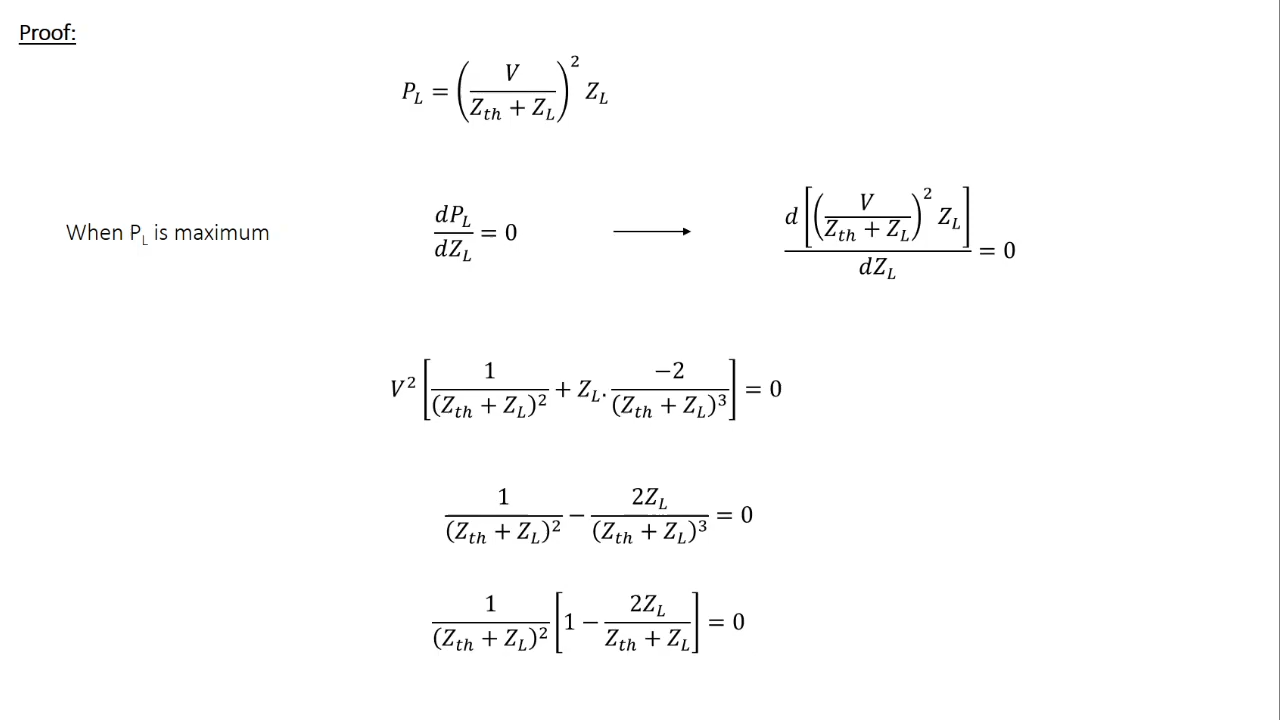 Proof:
P_L = (V / (Z_th + Z_L))² Z_L
When P_L is maximum dP_L / dZ_L = 0 ⟶ d[(V / (Z_th + Z_L))² Z_L] / dZ_L = 0
V² [1 / (Z_th + Z_L)² + Z_L . −2 / (Z_th + Z_L)³] = 0
1 / (Z_th + Z_L)² − 2Z_L / (Z_th + Z_L)³ = 0
1 / (Z_th + Z_L)² [1 − 2Z_L / (Z_th + Z_L)] = 0